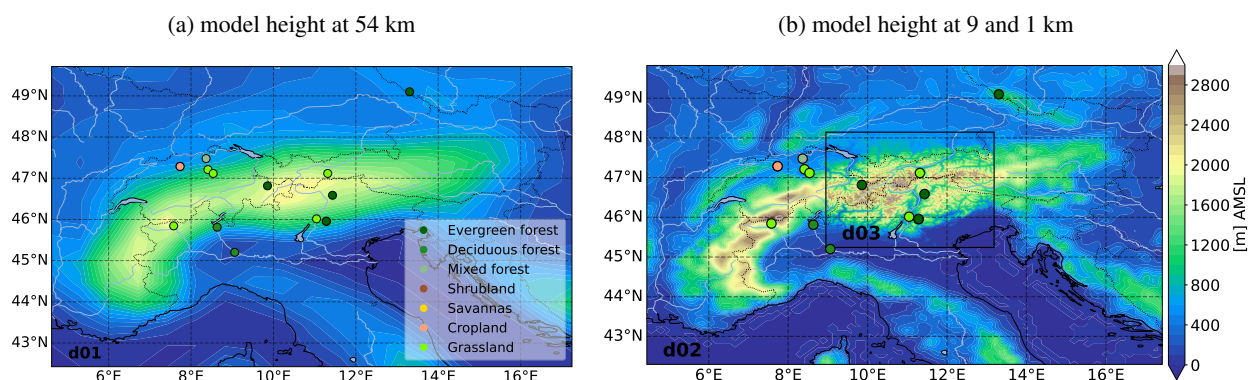 (a) model height at 54 km
49°N
48°N
47°N
46°N
45°N
44°N
43°N
6°E
8°E
10°E
12°E
14°E
16°E
d01
Evergreen forest
Deciduous forest
Mixed forest
Shrubland
Savannas
Cropland
Grassland
(b) model height at 9 and 1 km
49°N
48°N
47°N
46°N
45°N
44°N
43°N
6°E
8°E
10°E
12°E
14°E
16°E
d02
d03
2800
2400
2000
1600
1200
800
400
0
[m] AMSL